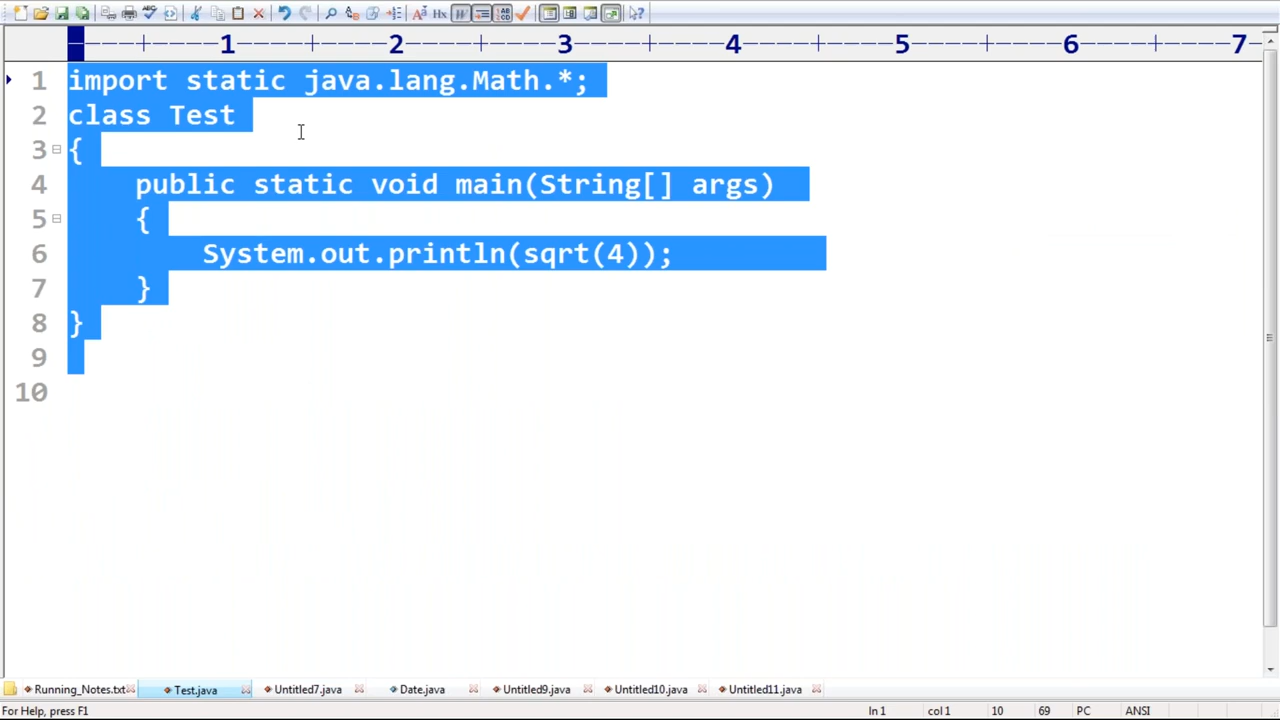 1 2 3 4 5 6 7
1 import static java.lang.Math.*;
2 class Test
3 {
4 public static void main(String[] args)
5 {
6 System.out.println(sqrt(4));
7 }
8 }
9
10
Running_Notes.txt Test.java Untitled7.java Date.java Untitled9.java Untitled10.java Untitled11.java
For Help, press F1 ln 1 col 1 10 69 PC ANSI